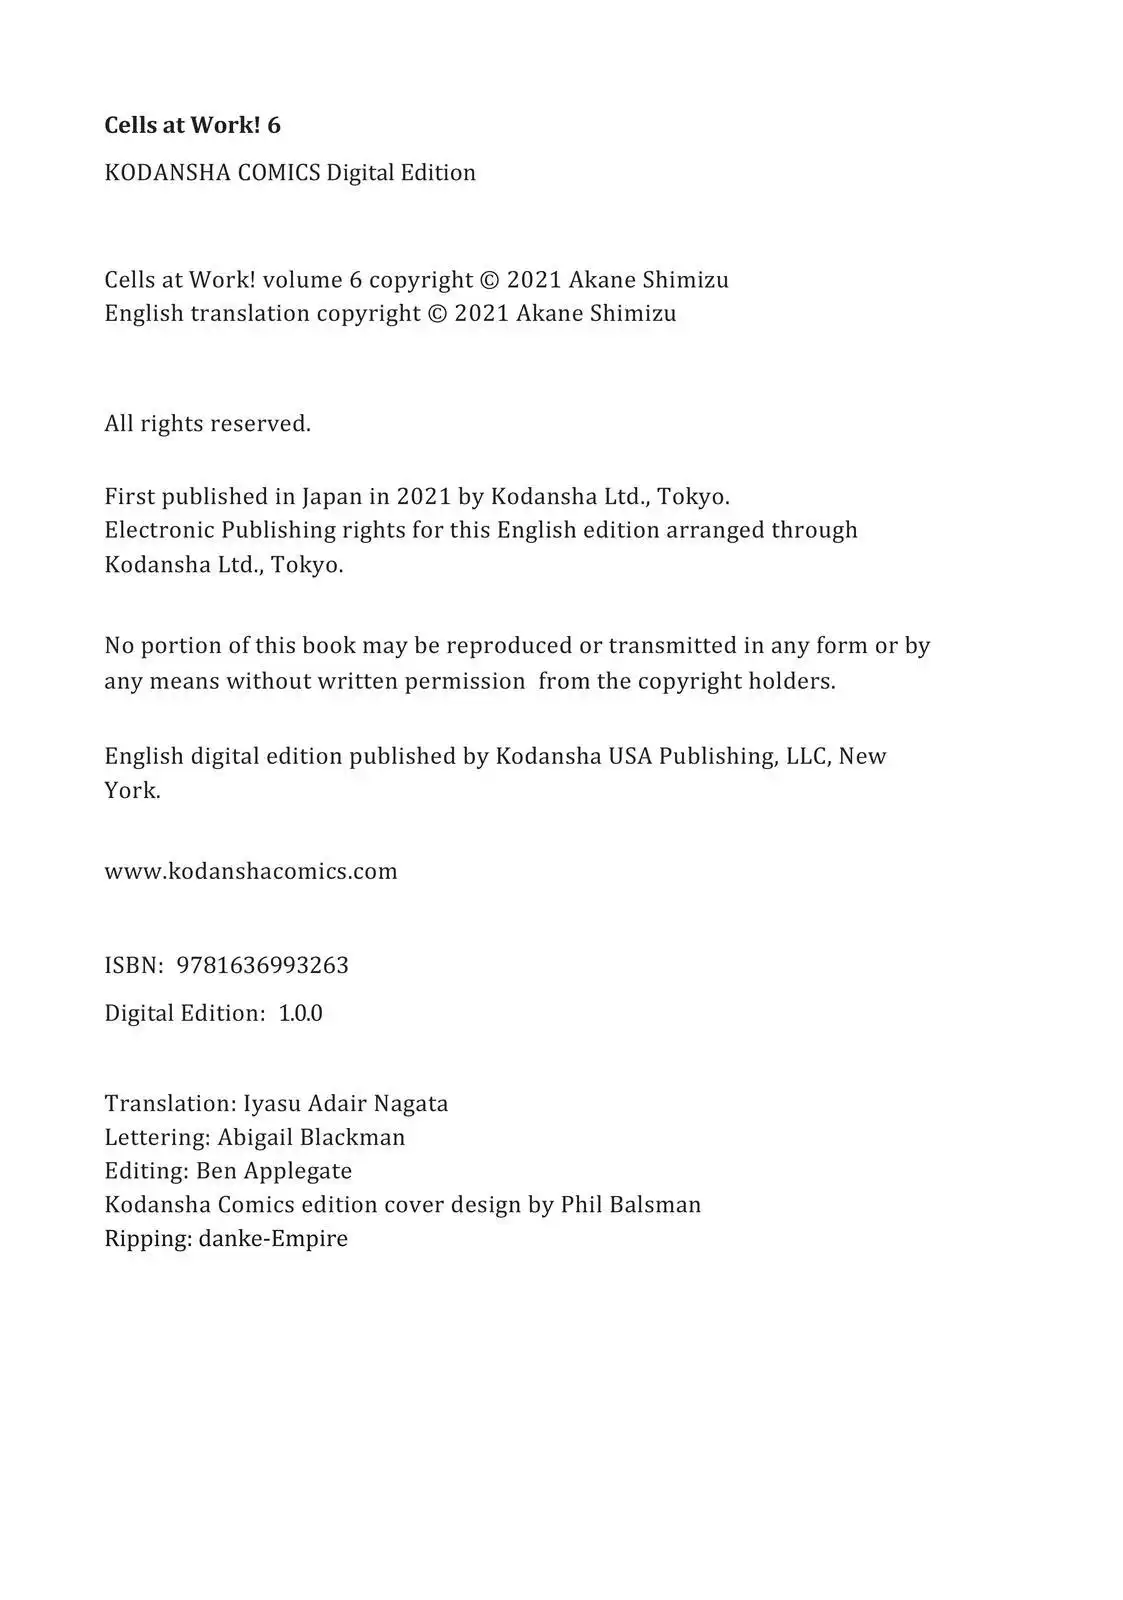 Cells at Work! 6
KODANSHA COMICS Digital Edition
Cells at Work! volume 6 copyright © 2021 Akane Shimizu
English translation copyright © 2021 Akane Shimizu
All rights reserved.
First published in Japan in 2021 by Kodansha Ltd., Tokyo.
Electronic Publishing rights for this English edition arranged through
Kodansha Ltd., Tokyo.
No portion of this book may be reproduced or transmitted in any form or by
any means without written permission  from the copyright holders.
English digital edition published by Kodansha USA Publishing, LLC, New
York.
www.kodanshacomics.com
ISBN:  9781636993263
Digital Edition:  1.0.0
Translation: Iyasu Adair Nagata
Lettering: Abigail Blackman
Editing: Ben Applegate
Kodansha Comics edition cover design by Phil Balsman
Ripping: danke-Empire